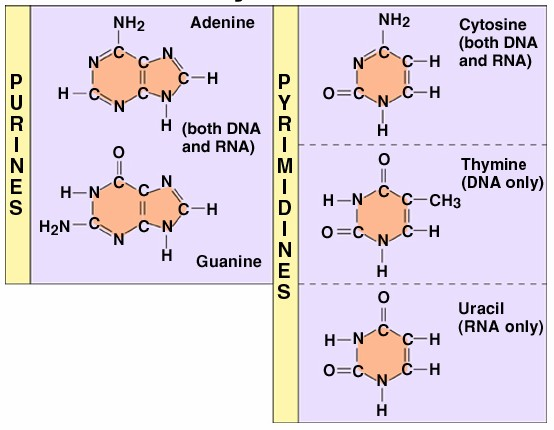 PURINES
NH2
Adenine
N
C
C
N
C
H
H
C
N
C
N
H
(both DNA
and RNA)
O
C
N
H
N
C
C
H
H2N
C
N
C
N
H
Guanine
PYRIMIDINES
NH2
Cytosine
(both DNA
and RNA)
C
N
C
H
O
C
C
H
N
H
O
Thymine
(DNA only)
C
H
N
C
CH3
O
C
C
H
N
H
O
Uracil
(RNA only)
C
H
N
C
H
O
C
C
H
N
H